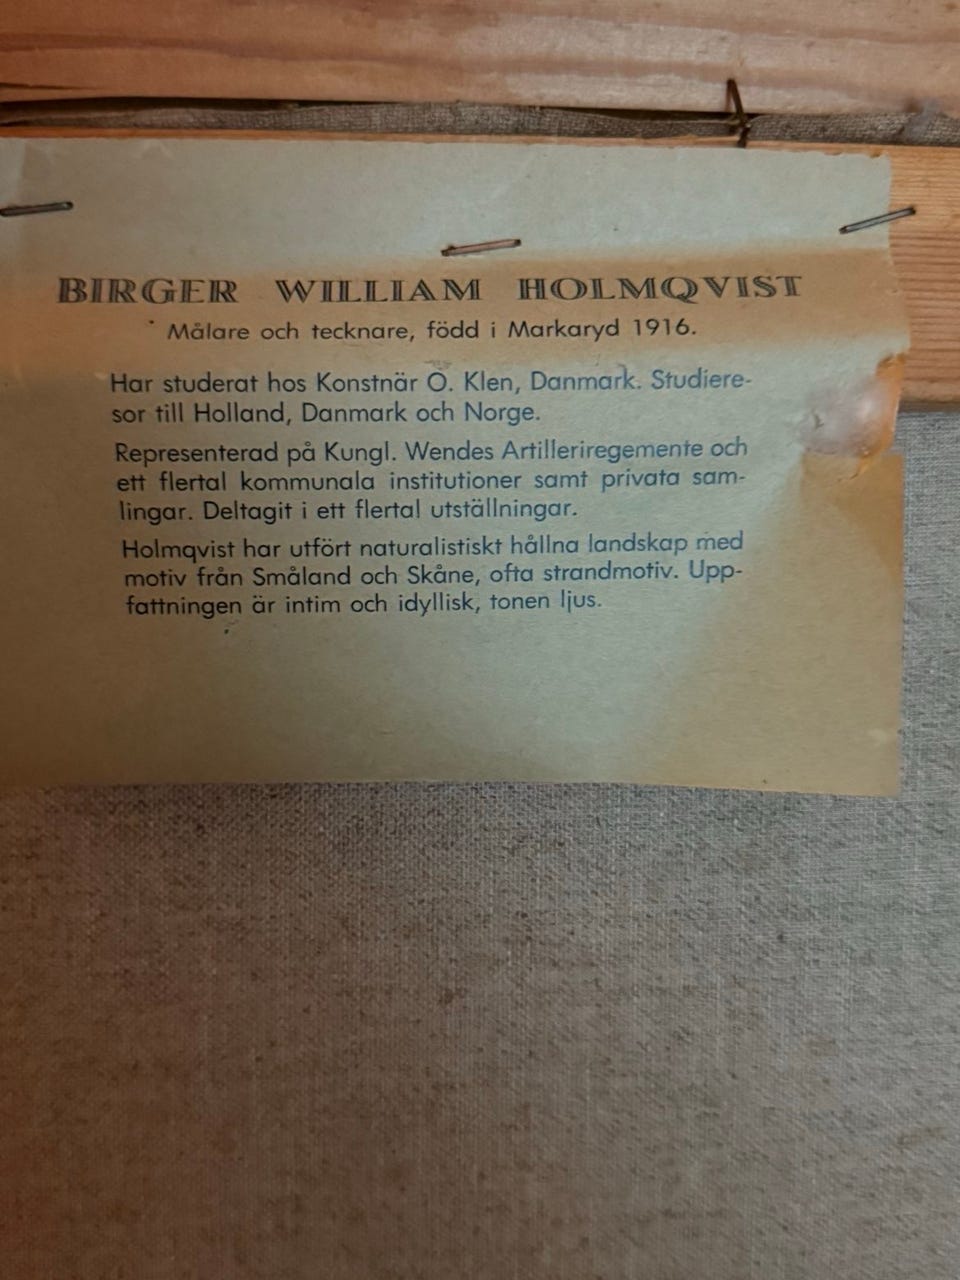 BIRGER WILLIAM HOLMQVIST
Målare och tecknare, född i Markaryd 1916.
Har studerat hos Konstnär O. Klen, Danmark. Studiere-
sor till Holland, Danmark och Norge.
Representerad på Kungl. Wendes Artilleriregemente och
ett flertal kommunala institutioner samt privata sam-
lingar. Deltagit i ett flertal utställningar.
Holmqvist har utfört naturalistiskt hållna landskap med
motiv från Småland och Skåne, ofta strandmotiv. Upp-
fattningen är intim och idyllisk, tonen ljus.